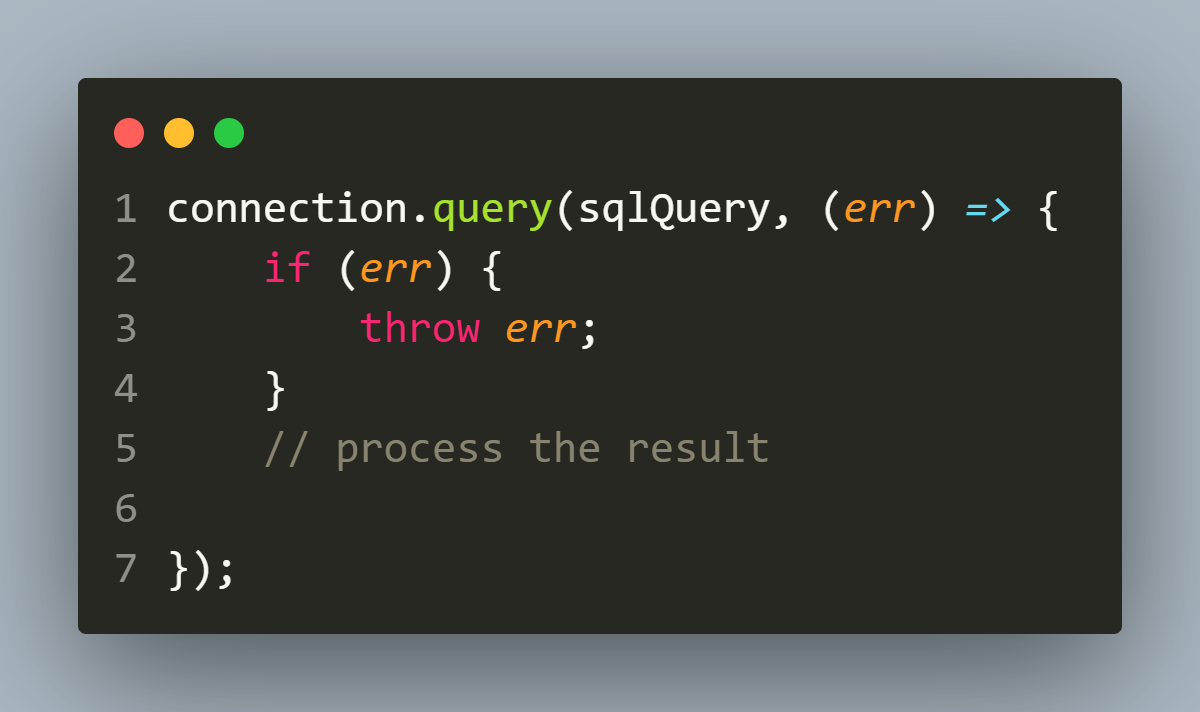 1 connection.query(sqlQuery, (err) => {
2     if (err) {
3         throw err;
4     }
5     // process the result
6
7 });